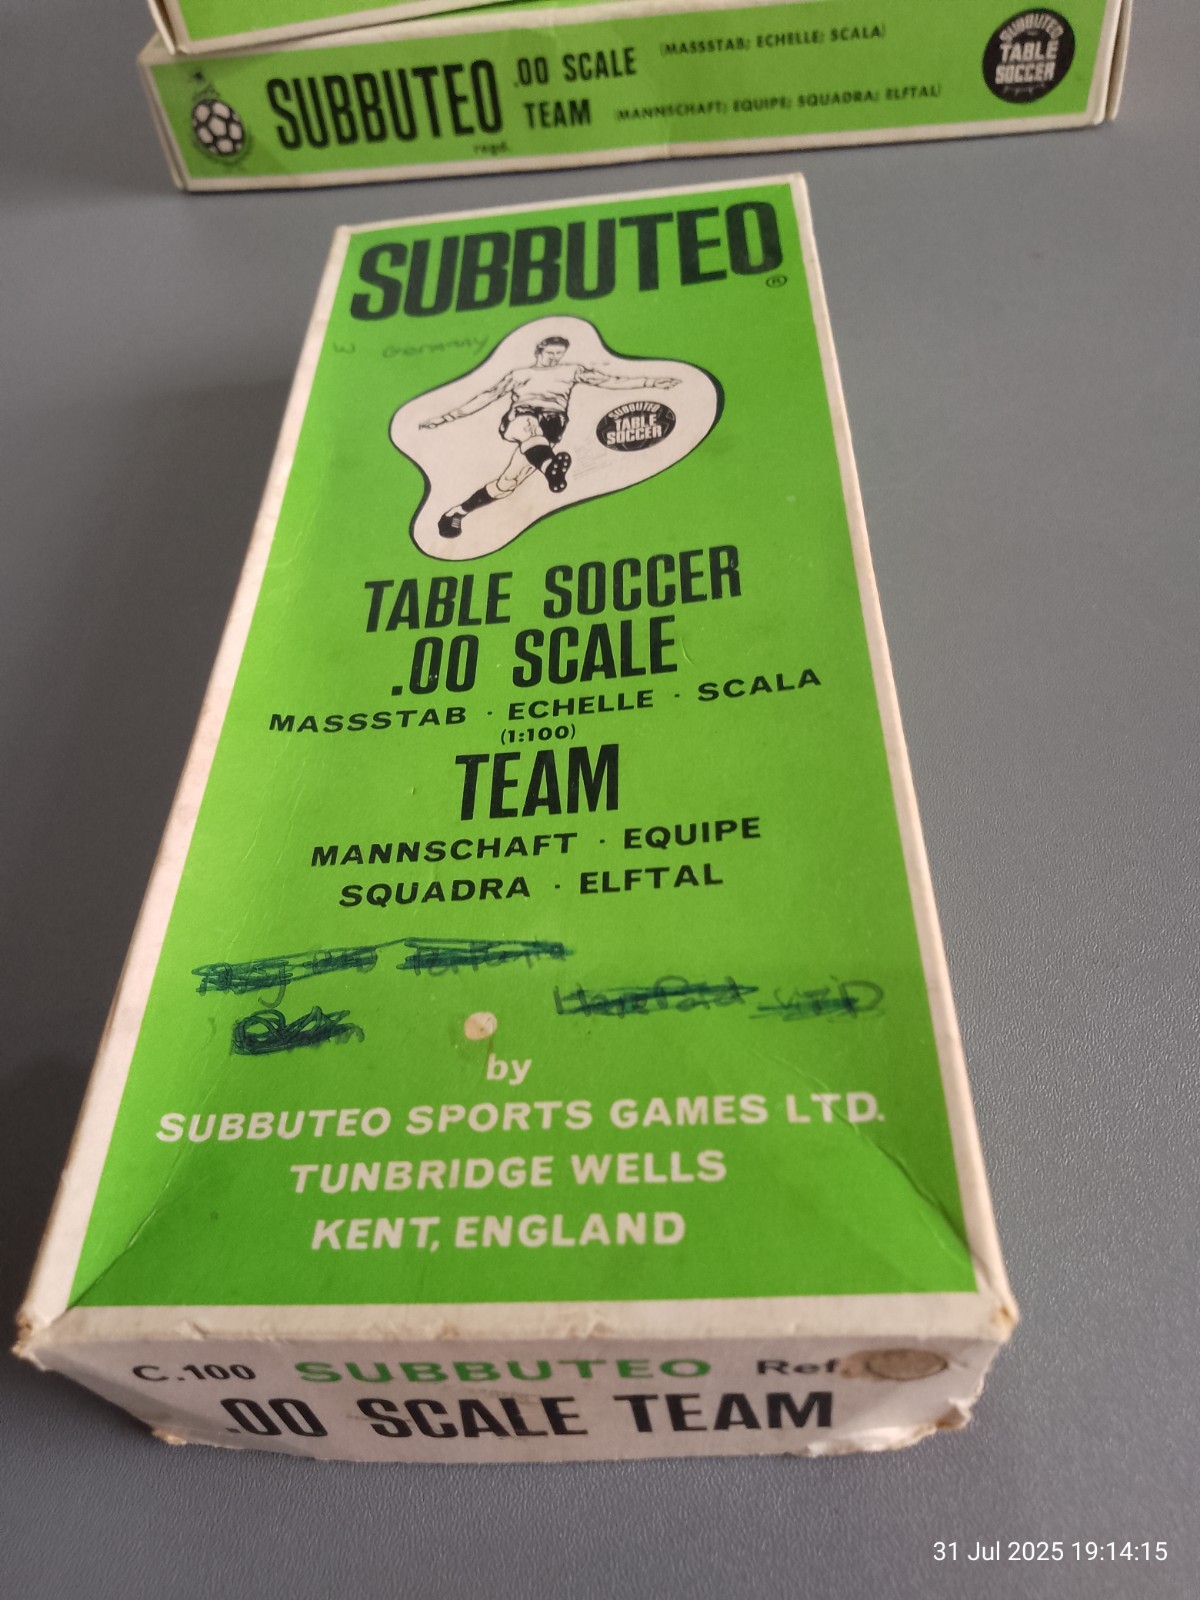 SUBBUTEO .00 SCALE (MASSSTAB; ECHELLE; SCALA)
TEAM (MANNSCHAFT; EQUIPE; SQUADRA; ELFTAL)
regd.
SUBBUTEO
TABLE
SOCCER
SUBBUTEO
®
W Germany
SUBBUTEO
TABLE
SOCCER
TABLE SOCCER
.00 SCALE
MASSSTAB · ECHELLE · SCALA
(1:100)
TEAM
MANNSCHAFT · EQUIPE
SQUADRA · ELFTAL
by
SUBBUTEO SPORTS GAMES LTD.
TUNBRIDGE WELLS
KENT, ENGLAND
C.100 SUBBUTEO Ref.
.00 SCALE TEAM
31 Jul 2025 19:14:15